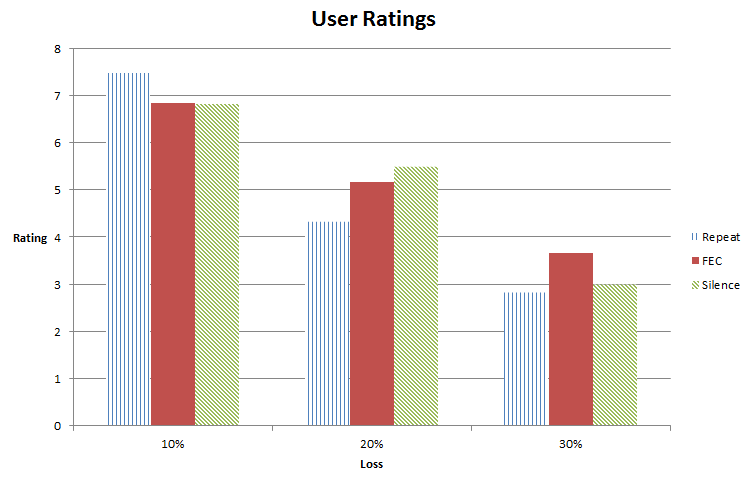 User Ratings
8
7
6
5
Rating 4
3
2
1
0
10% 20% 30%
Loss
Repeat
FEC
Silence